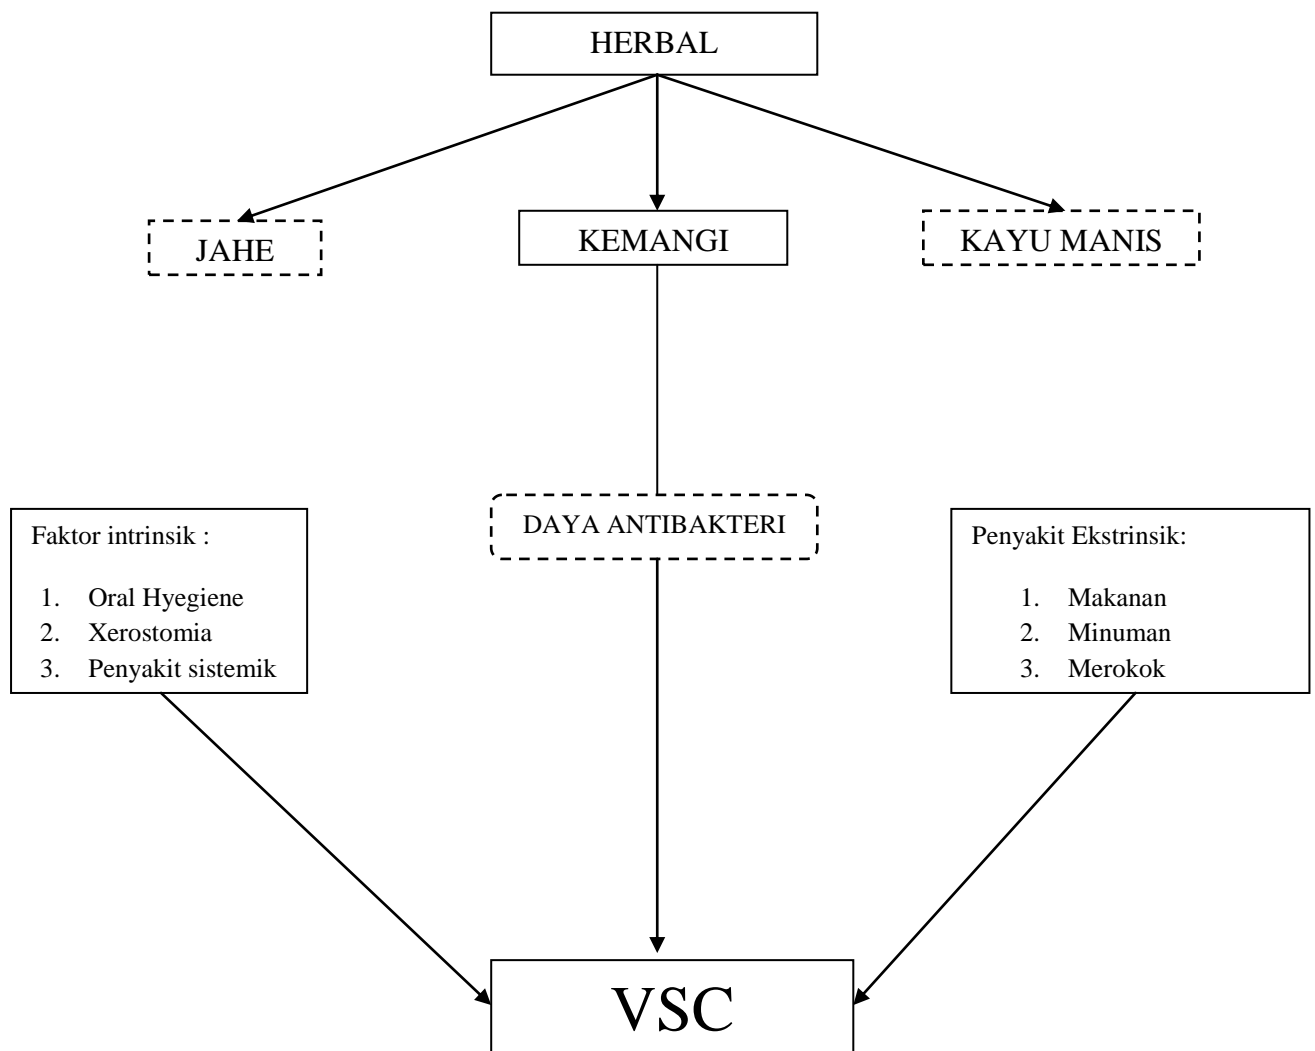 HERBAL
JAHE
KEMANGI
KAYU MANIS
DAYA ANTIBAKTERI
Faktor intrinsik :
1. Oral Hyegiene
2. Xerostomia
3. Penyakit sistemik
Penyakit Ekstrinsik:
1. Makanan
2. Minuman
3. Merokok
VSC